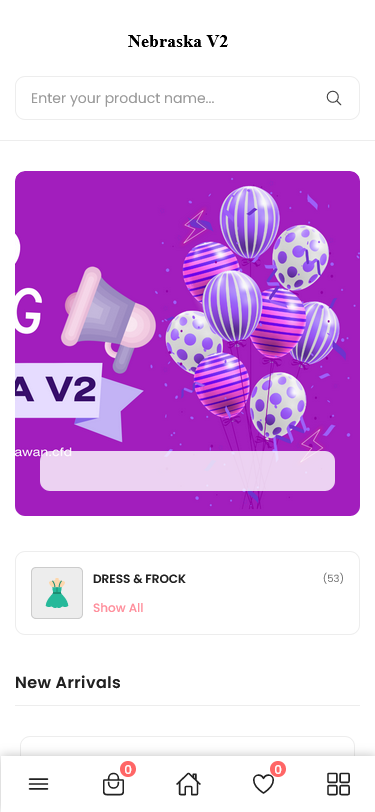 Nebraska V2
Enter your product name...
G
A V2
awan.cfd
DRESS & FROCK
(53)
Show All
New Arrivals
0
0